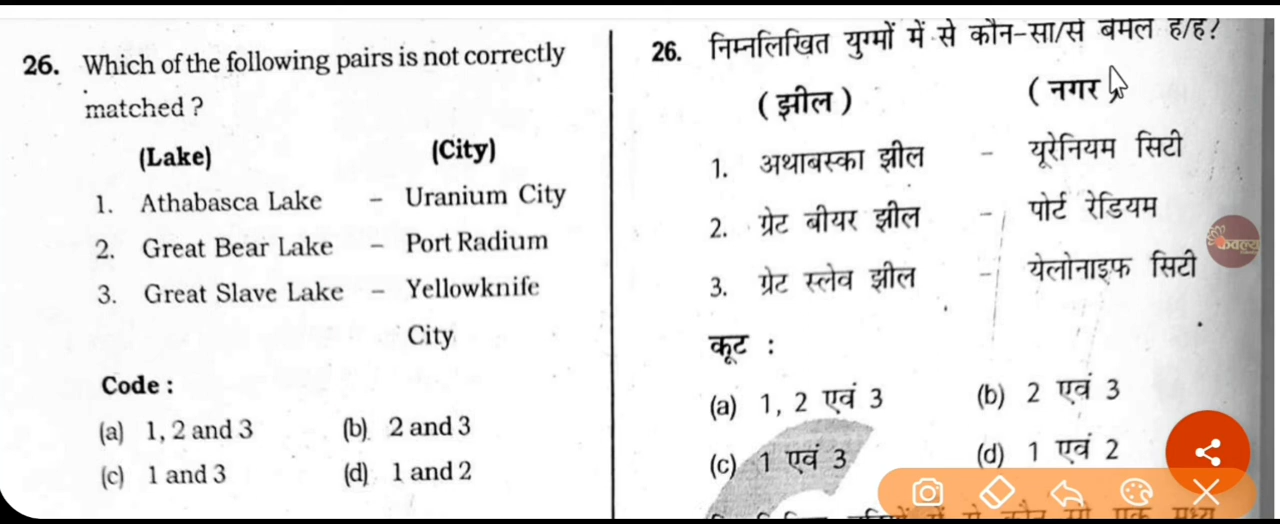 26. Which of the following pairs is not correctly
matched ?
(Lake) (City)
1. Athabasca Lake – Uranium City
2. Great Bear Lake – Port Radium
3. Great Slave Lake – Yellowknife
City
Code :
(a) 1, 2 and 3 (b) 2 and 3
(c) 1 and 3 (d) 1 and 2
26. निम्नलिखित युग्मों में से कौन-सा/से बेमेल है/हैं?
(झील) (नगर
1. अथाबस्का झील – यूरेनियम सिटी
2. ग्रेट बीयर झील – पोर्ट रेडियम
3. ग्रेट स्लेव झील – येलोनाइफ सिटी
कूट :
(a) 1, 2 एवं 3 (b) 2 एवं 3
(c) 1 एवं 3 (d) 1 एवं 2